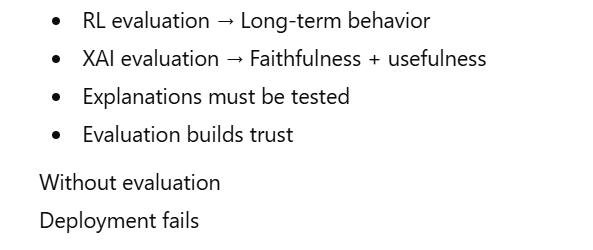 • RL evaluation → Long-term behavior
• XAI evaluation → Faithfulness + usefulness
• Explanations must be tested
• Evaluation builds trust
Without evaluation
Deployment fails